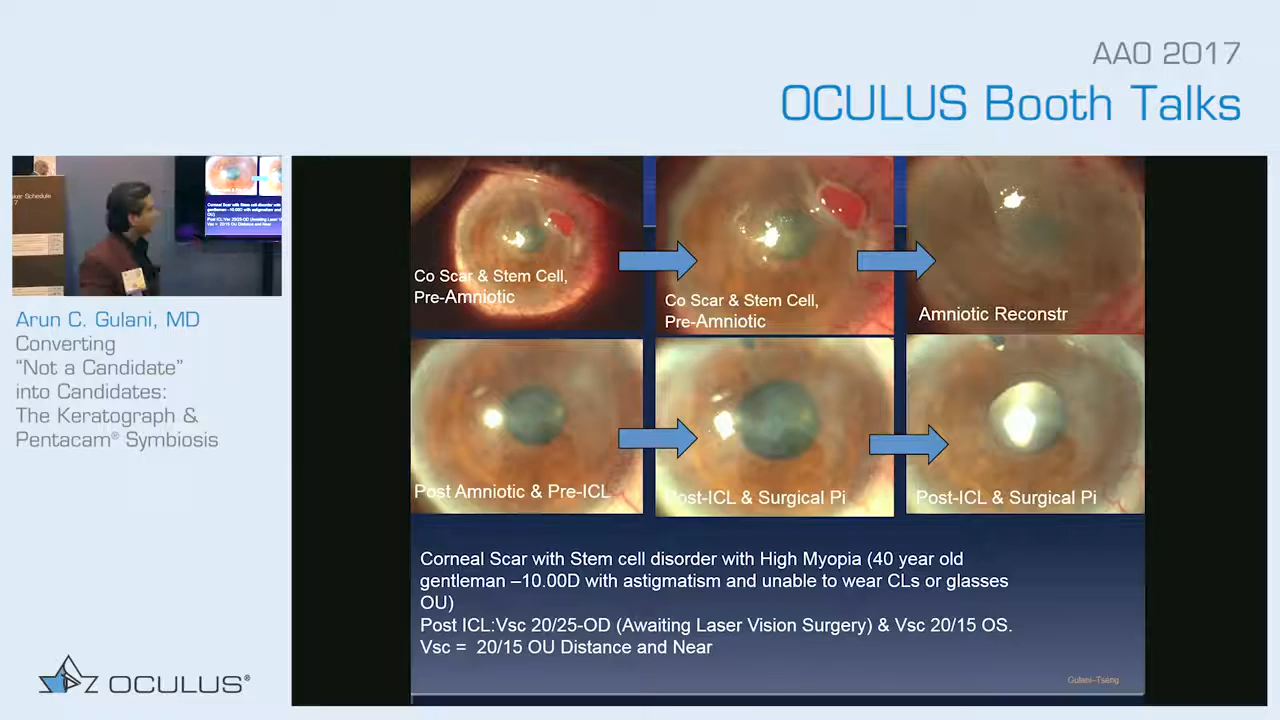 AAO 2017
OCULUS Booth Talks
Arun C. Gulani, MD
Converting
“Not a Candidate”
into Candidates:
The Keratograph &
Pentacam® Symbiosis
OCULUS®
Co Scar & Stem Cell,
Pre-Amniotic
Co Scar & Stem Cell,
Pre-Amniotic
Amniotic Reconstr
Post Amniotic & Pre-ICL
Post-ICL & Surgical Pi
Post-ICL & Surgical Pi
Corneal Scar with Stem cell disorder with High Myopia (40 year old
gentleman –10.00D with astigmatism and unable to wear CLs or glasses
OU)
Post ICL:Vsc 20/25-OD (Awaiting Laser Vision Surgery) & Vsc 20/15 OS.
Vsc = 20/15 OU Distance and Near
Gulani–Tseng